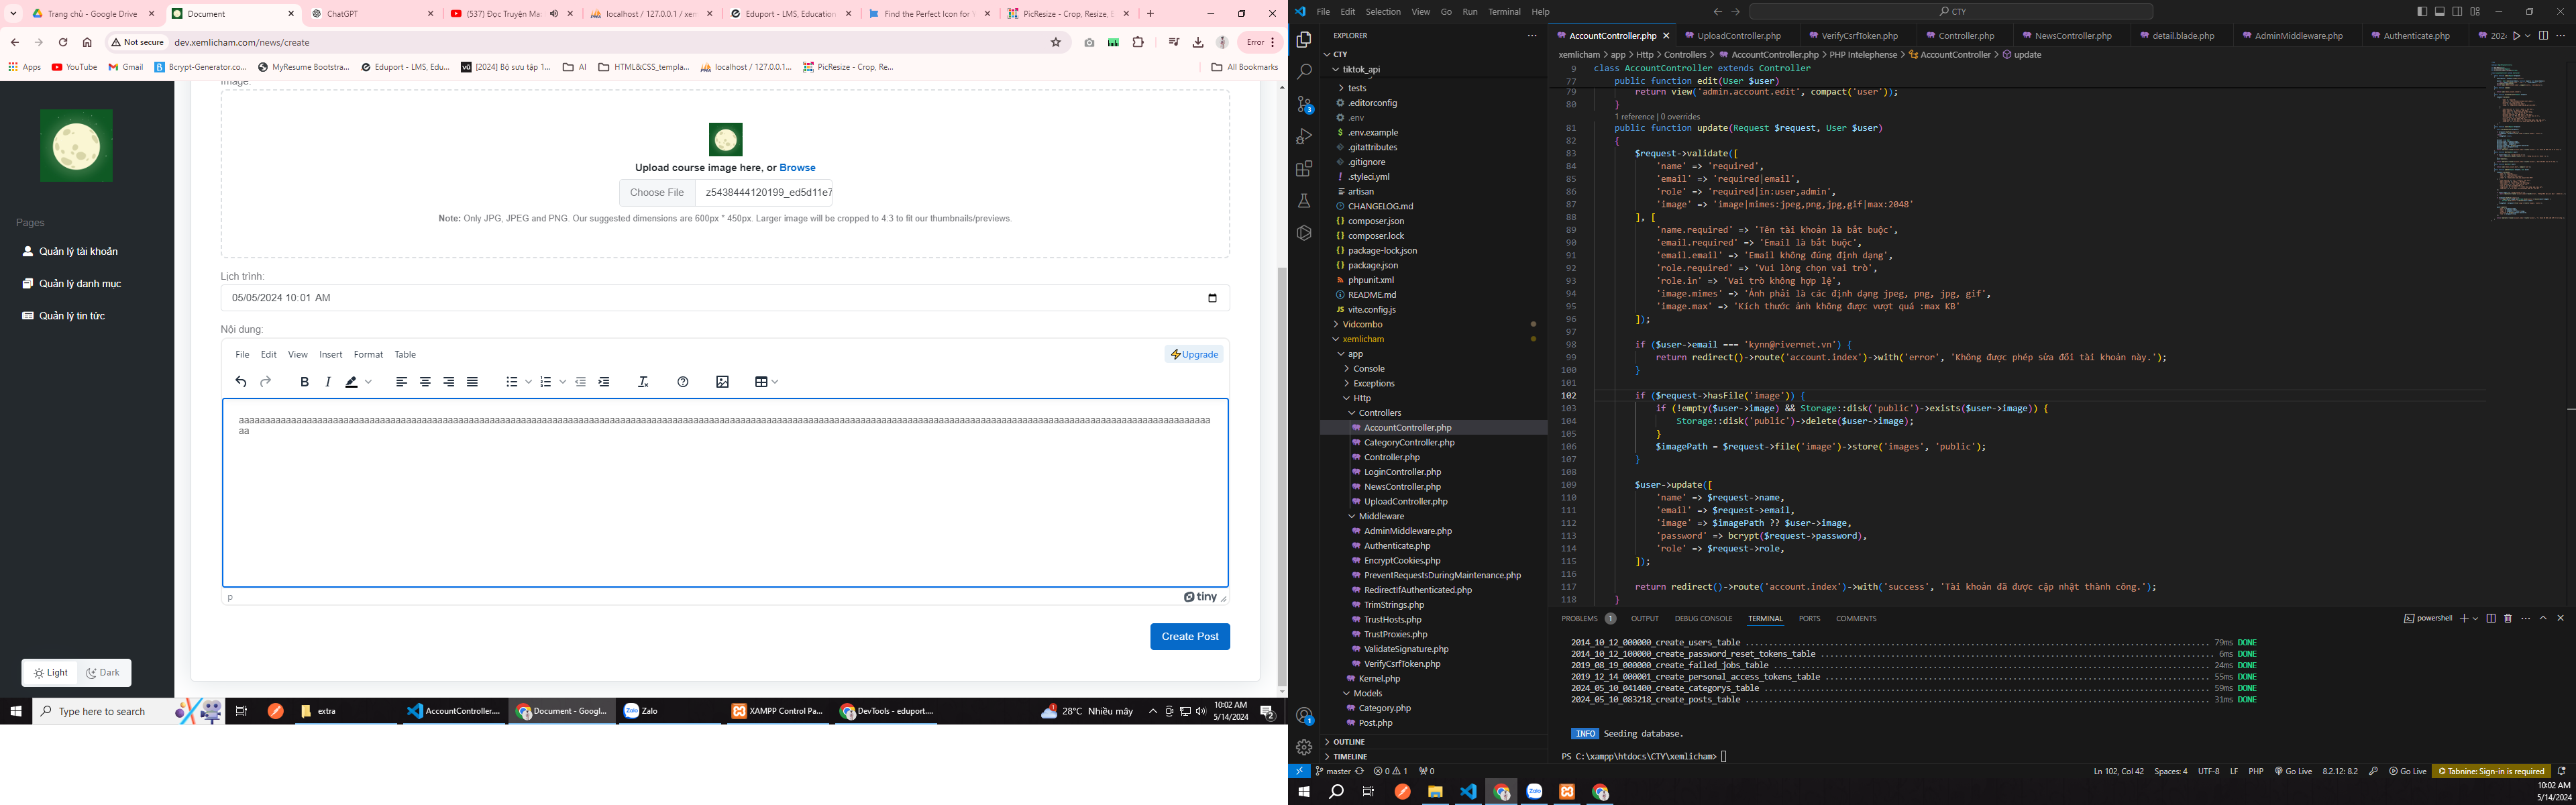 Trang chủ - Google Drive
Document
ChatGPT
(537) Đọc Truyện Ma:
localhost / 127.0.0.1 / xem
Eduport - LMS, Education
Find the Perfect Icon for
PicResize - Crop, Resize, E
Not secure
dev.xemlicham.com/news/create
Error
Apps
YouTube
Gmail
Bcrypt-Generator.co...
MyResume Bootstra...
Eduport - LMS, Edu...
[2024] Bộ sưu tập 1...
AI
HTML&CSS_templa...
localhost / 127.0.0.1...
PicResize - Crop, Re...
All Bookmarks
Pages
Quản lý tài khoản
Quản lý danh mục
Quản lý tin tức
Light
Dark
Image:
Upload course image here, or Browse
Choose File
z5438444120199_ed5d11e7
Note: Only JPG, JPEG and PNG. Our suggested dimensions are 600px * 450px. Larger image will be cropped to 4:3 to fit our thumbnails/previews.
Lịch trình:
05/05/2024 10:01 AM
Nội dung:
File Edit View Insert Format Table
Upgrade
p
tiny
Create Post
Type here to search
extra
AccountController....
Document - Googl...
Zalo
XAMPP Control Pa...
DevTools - eduport....
28°C Nhiều mây
10:02 AM
5/14/2024
2
File Edit Selection View Go Run Terminal Help
CTY
EXPLORER
CTY
tiktok_api
tests
.editorconfig
.env
.env.example
.gitattributes
.gitignore
.styleci.yml
artisan
CHANGELOG.md
composer.json
composer.lock
package-lock.json
package.json
phpunit.xml
README.md
vite.config.js
Vidcombo
xemlicham
app
Console
Exceptions
Http
Controllers
AccountController.php
CategoryController.php
Controller.php
LoginController.php
NewsController.php
UploadController.php
Middleware
AdminMiddleware.php
Authenticate.php
EncryptCookies.php
PreventRequestsDuringMaintenance.php
RedirectIfAuthenticated.php
TrimStrings.php
TrustHosts.php
TrustProxies.php
ValidateSignature.php
VerifyCsrfToken.php
Kernel.php
Models
Category.php
Post.php
OUTLINE
TIMELINE
AccountController.php
UploadController.php
VerifyCsrfToken.php
Controller.php
NewsController.php
detail.blade.php
AdminMiddleware.php
Authenticate.php
xemlicham > app > Http > Controllers > AccountController.php > PHP Intelephense > AccountController > update
9 class AccountController extends Controller
77 public function edit(User $user)
79 return view('admin.account.edit', compact('user'));
80 }
1 reference | 0 overrides
81 public function update(Request $request, User $user)
82 {
83 $request->validate([
84 'name' => 'required',
85 'email' => 'required|email',
86 'role' => 'required|in:user,admin',
87 'image' => 'image|mimes:jpeg,png,jpg,gif|max:2048'
88 ], [
89 'name.required' => 'Tên tài khoản là bắt buộc',
90 'email.required' => 'Email là bắt buộc',
91 'email.email' => 'Email không đúng định dạng',
92 'role.required' => 'Vui lòng chọn vai trò',
93 'role.in' => 'Vai trò không hợp lệ',
94 'image.mimes' => 'Ảnh phải là các định dạng jpeg, png, jpg, gif',
95 'image.max' => 'Kích thước ảnh không được vượt quá :max KB'
96 ]);
97
98 if ($user->email === 'kynn@rivernet.vn') {
99 return redirect()->route('account.index')->with('error', 'Không được phép sửa đổi tài khoản này.');
100 }
101
102 if ($request->hasFile('image')) {
103 if (!empty($user->image) && Storage::disk('public')->exists($user->image)) {
104 Storage::disk('public')->delete($user->image);
105 }
106 $imagePath = $request->file('image')->store('images', 'public');
107 }
108
109 $user->update([
110 'name' => $request->name,
111 'email' => $request->email,
112 'image' => $imagePath ?? $user->image,
113 'password' => bcrypt($request->password),
114 'role' => $request->role,
115 ]);
116
117 return redirect()->route('account.index')->with('success', 'Tài khoản đã được cập nhật thành công.');
118 }
PROBLEMS 1 OUTPUT DEBUG CONSOLE TERMINAL PORTS COMMENTS
powershell
2014_10_12_000000_create_users_table 79ms DONE
2014_10_12_100000_create_password_reset_tokens_table 6ms DONE
2019_08_19_000000_create_failed_jobs_table 24ms DONE
2019_12_14_000001_create_personal_access_tokens_table 55ms DONE
2024_05_10_041400_create_categorys_table 59ms DONE
2024_05_10_083218_create_posts_table 31ms DONE
INFO Seeding database.
PS C:\xampp\htdocs\CTY\xemlicham>
master
0 1
0
Ln 102, Col 42 Spaces: 4 UTF-8 LF PHP Go Live 8.2.12: 8.2 Go Live Tabnine: Sign-in is required
10:02 AM
5/14/2024